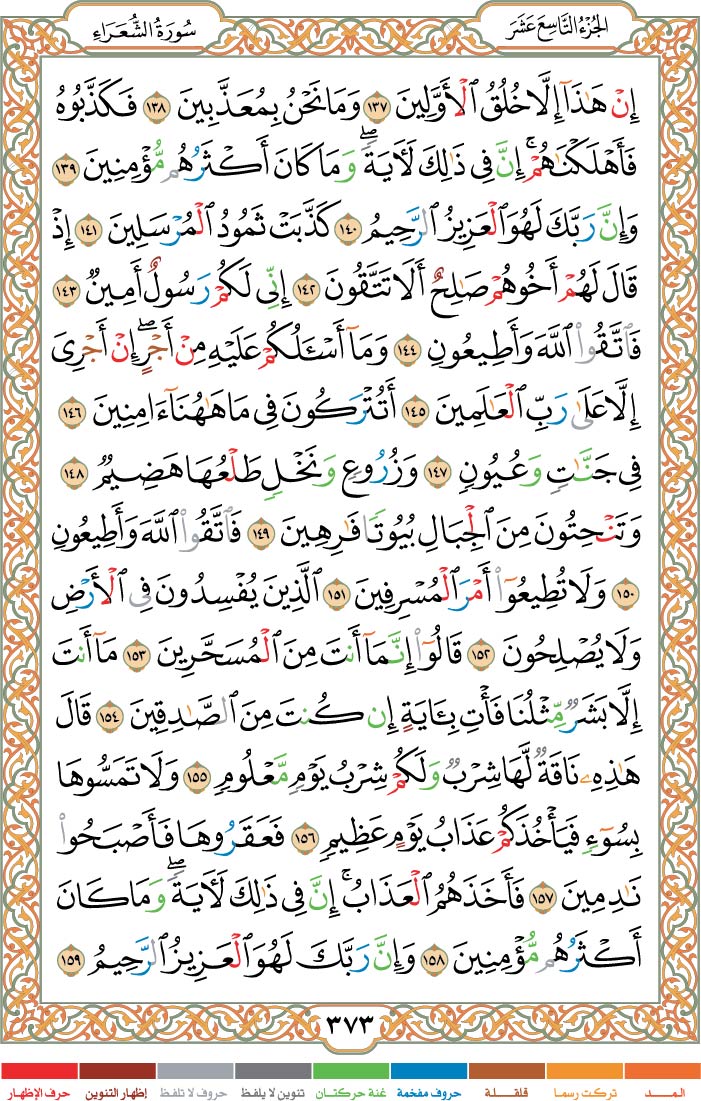 الجُزْءُ التَّاسِعَ عَشَرَ
سُورَةُ الشُّعَرَاءِ
إِنْ هَٰذَآ إِلَّا خُلُقُ ٱلْأَوَّلِينَ ١٣٧ وَمَا نَحْنُ بِمُعَذَّبِينَ ١٣٨ فَكَذَّبُوهُ
فَأَهْلَكْنَٰهُمْ ۗ إِنَّ فِى ذَٰلِكَ لَءَايَةً ۖ وَمَا كَانَ أَكْثَرُهُم مُّؤْمِنِينَ ١٣٩
وَإِنَّ رَبَّكَ لَهُوَ ٱلْعَزِيزُ ٱلرَّحِيمُ ١٤٠ كَذَّبَتْ ثَمُودُ ٱلْمُرْسَلِينَ ١٤١ إِذْ
قَالَ لَهُمْ أَخُوهُمْ صَٰلِحٌ أَلَا تَتَّقُونَ ١٤٢ إِنِّى لَكُمْ رَسُولٌ أَمِينٌ ١٤٣
فَٱتَّقُوا۟ ٱللَّهَ وَأَطِيعُونِ ١٤٤ وَمَآ أَسْـَٔلُكُمْ عَلَيْهِ مِنْ أَجْرٍ ۖ إِنْ أَجْرِىَ
إِلَّا عَلَىٰ رَبِّ ٱلْعَٰلَمِينَ ١٤٥ أَتُتْرَكُونَ فِى مَا هَٰهُنَآ ءَامِنِينَ ١٤٦
فِى جَنَّٰتٍ وَعُيُونٍ ١٤٧ وَزُرُوعٍ وَنَخْلٍ طَلْعُهَا هَضِيمٌ ١٤٨
وَتَنْحِتُونَ مِنَ ٱلْجِبَالِ بُيُوتًا فَٰرِهِينَ ١٤٩ فَٱتَّقُوا۟ ٱللَّهَ وَأَطِيعُونِ
١٥٠ وَلَا تُطِيعُوٓا۟ أَمْرَ ٱلْمُسْرِفِينَ ١٥١ ٱلَّذِينَ يُفْسِدُونَ فِى ٱلْأَرْضِ
وَلَا يُصْلِحُونَ ١٥٢ قَالُوٓا۟ إِنَّمَآ أَنتَ مِنَ ٱلْمُسَحَّرِينَ ١٥٣ مَآ أَنتَ
إِلَّا بَشَرٌ مِّثْلُنَا فَأْتِ بِـَٔايَةٍ إِن كُنتَ مِنَ ٱلصَّٰدِقِينَ ١٥٤ قَالَ
هَٰذِهِۦ نَاقَةٌ لَّهَا شِرْبٌ وَلَكُمْ شِرْبُ يَوْمٍ مَّعْلُومٍ ١٥٥ وَلَا تَمَسُّوهَا
بِسُوٓءٍ فَيَأْخُذَكُمْ عَذَابُ يَوْمٍ عَظِيمٍ ١٥٦ فَعَقَرُوهَا فَأَصْبَحُوا۟
نَٰدِمِينَ ١٥٧ فَأَخَذَهُمُ ٱلْعَذَابُ ۗ إِنَّ فِى ذَٰلِكَ لَءَايَةً ۖ وَمَا كَانَ
أَكْثَرُهُم مُّؤْمِنِينَ ١٥٨ وَإِنَّ رَبَّكَ لَهُوَ ٱلْعَزِيزُ ٱلرَّحِيمُ ١٥٩
٣٧٣
المــد تركت رسما قلقلة حروف مفخمة غنة حركتان تنوين لا يلفظ حروف لا تلفظ إظهار التنوين حرف الإظهار